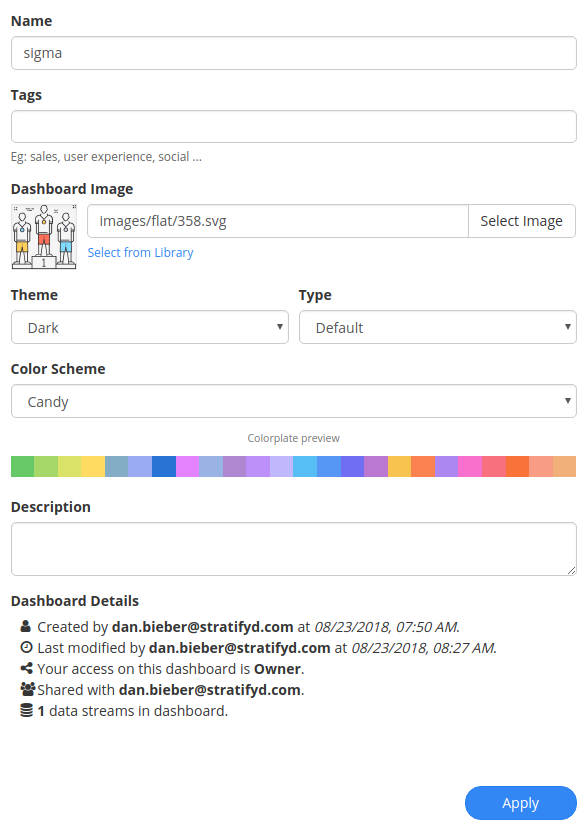 Name
sigma
Tags
Eg: sales, user experience, social ...
Dashboard Image
1
images/flat/358.svg
Select Image
Select from Library
Theme
Type
Dark
Default
Color Scheme
Candy
Colorplate preview
Description
Dashboard Details
Created by dan.bieber@stratifyd.com at 08/23/2018, 07:50 AM.
Last modified by dan.bieber@stratifyd.com at 08/23/2018, 08:27 AM.
Your access on this dashboard is Owner.
Shared with dan.bieber@stratifyd.com.
1 data streams in dashboard.
Apply